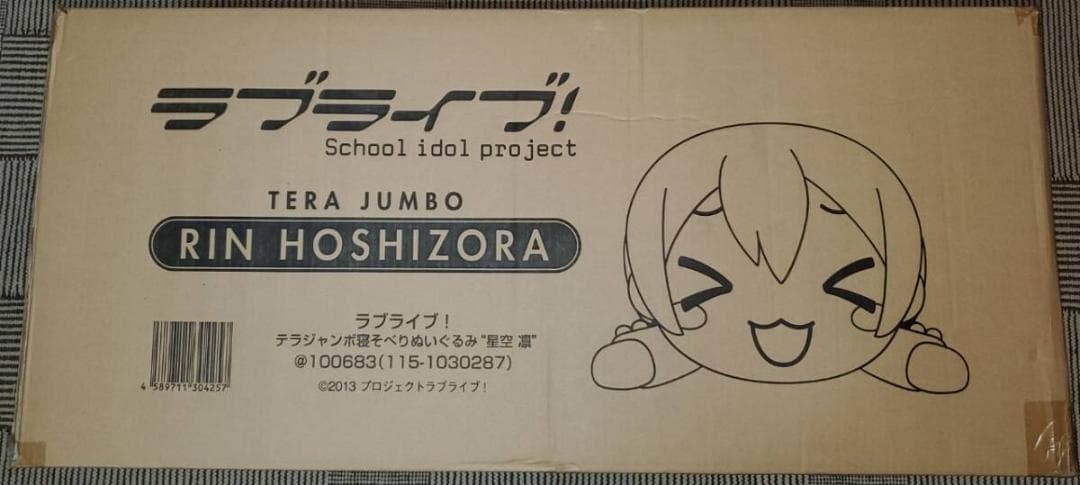 ラブライブ!
School idol project
TERA JUMBO
RIN HOSHIZORA
ラブライブ！
テラジャンボ寝そべりぬいぐるみ“星空 凛”
@100683(115-1030287)
©2013 プロジェクトラブライブ！
4 589711 304257